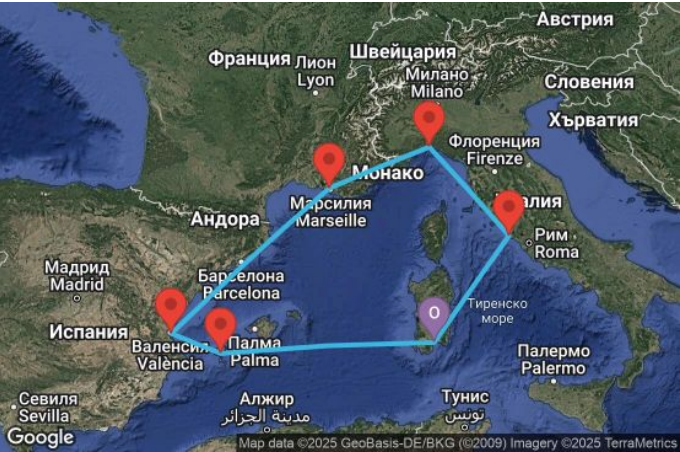 Австрия
Франция
Лион
Lyon
Швейцария
Милано
Milano
Словения
Хърватия
Флоренция
Firenze
Монако
Марсилия
Marseille
Италия
Андора
Рим
Roma
Мадрид
Madrid
Барселона
Barcelona
O
Тиренско
море
Испания
Валенсия
València
Палма
Palma
Палермо
Palermo
Севиля
Sevilla
Алжир
مدينة الجزائر
Тунис
تونس
Google
Map data ©2025 GeoBasis-DE/BKG (©2009) Imagery ©2025 TerraMetrics